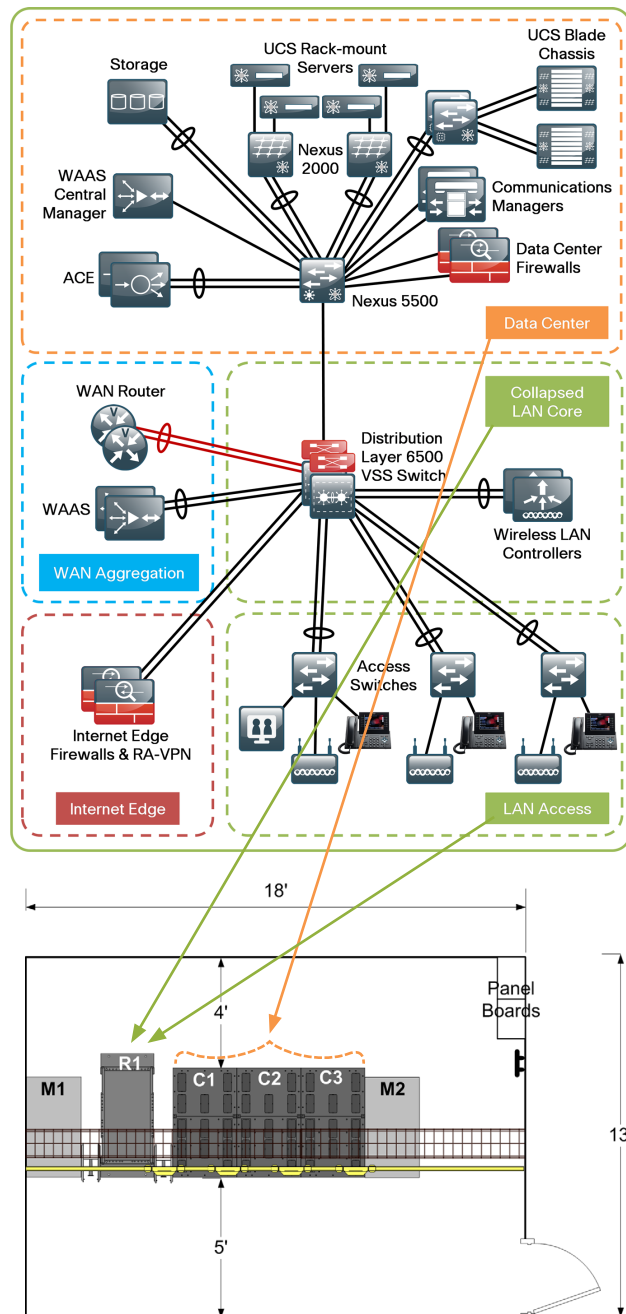 Storage
UCS Rack-mount
Servers
UCS Blade
Chassis
Nexus
2000
WAAS
Central
Manager
Communications
Managers
ACE
Data Center
Firewalls
Nexus 5500
Data Center
WAN Router
V
V
Distribution
Layer 6500
VSS Switch
Collapsed
LAN Core
WAAS
Wireless LAN
Controllers
WAN Aggregation
Access
Switches
Internet Edge
Firewalls & RA-VPN
Internet Edge
LAN Access
18'
Panel
Boards
4'
R1
M1
C1
C2
C3
M2
13
5'